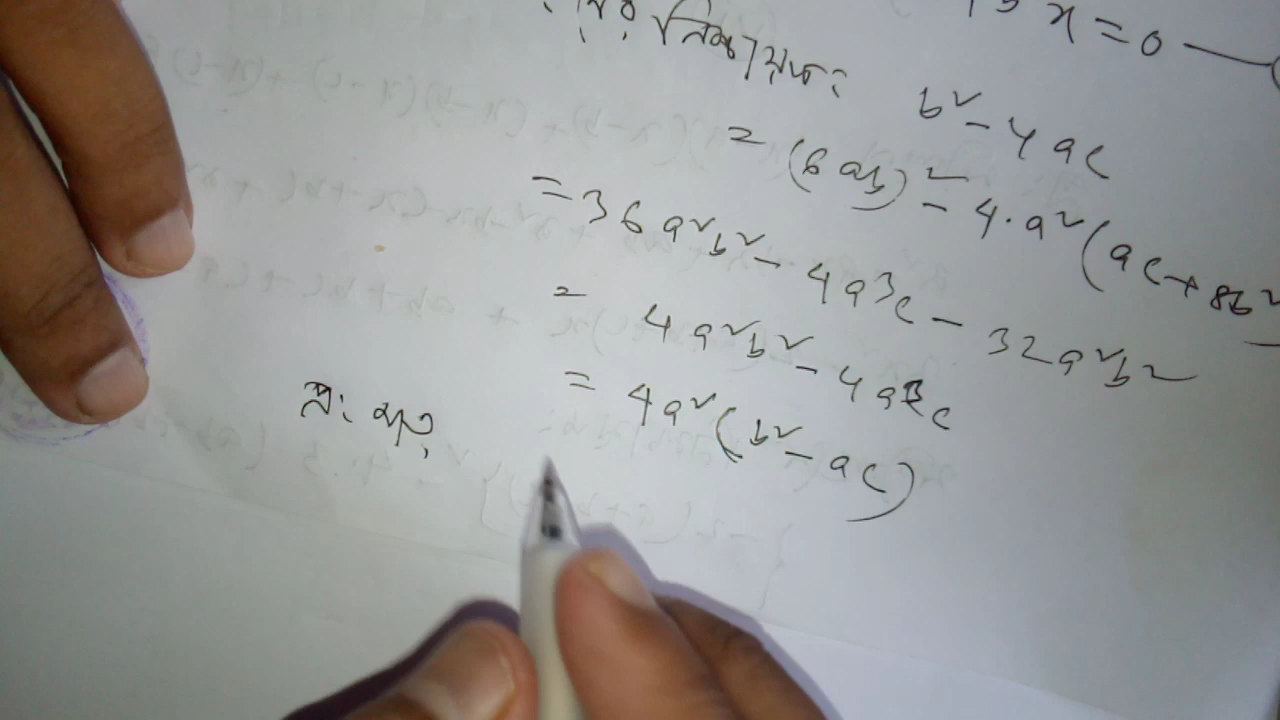 x = 0
নিশ্চায়ক:
b² - 4ac
= (6ab)² - 4.a²(ac + 8b²
= 36a²b² - 4a³c - 32a²b²
= 4a²b² - 4a³c
= 4a²(b² - ac)